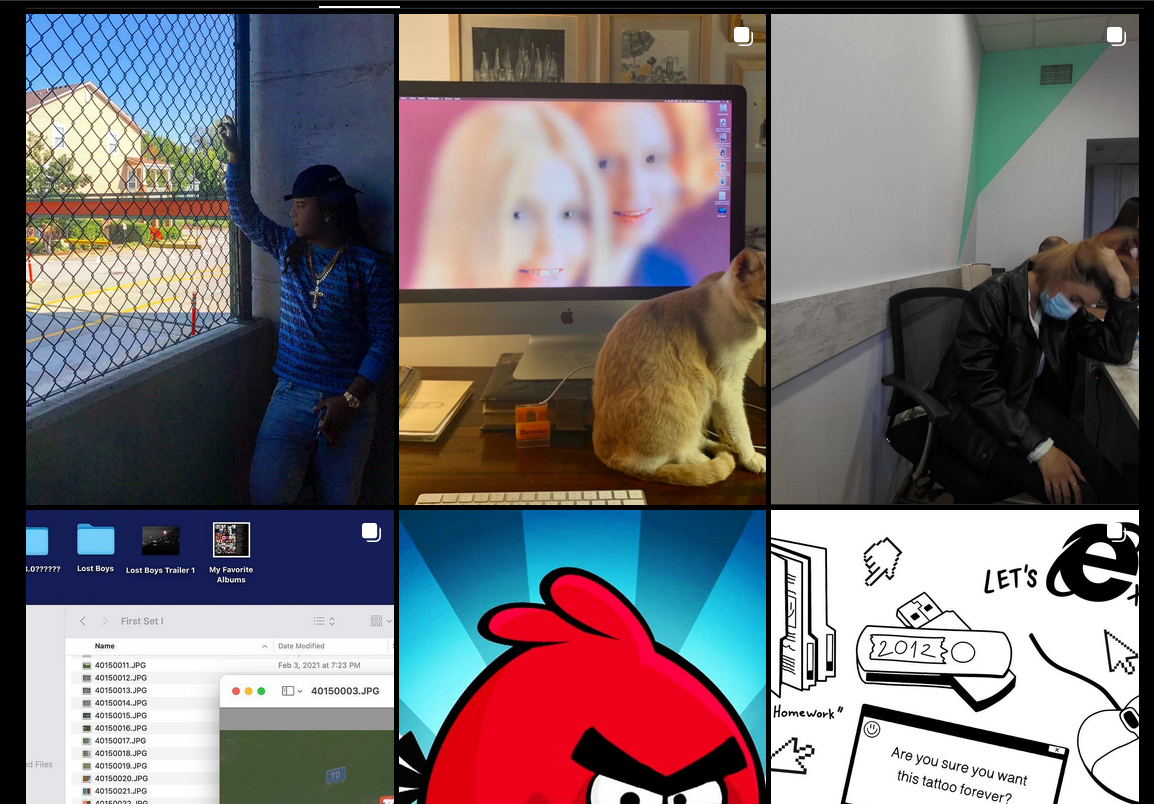 .0??????
Lost Boys
Lost Boys Trailer 1
My Favorite
Albums
First Set I
Name
Date Modified
40150011.JPG
Feb 3, 2021 at 7:23 PM
40150012.JPG
40150013.JPG
40150014.JPG
40150015.JPG
40150016.JPG
40150017.JPG
40150018.JPG
40150019.JPG
40150020.JPG
40150021.JPG
40150022.JPG
40150003.JPG
d Files
TO
LET'S
e
2012
Homework"
Are you sure you want
this tattoo forever?